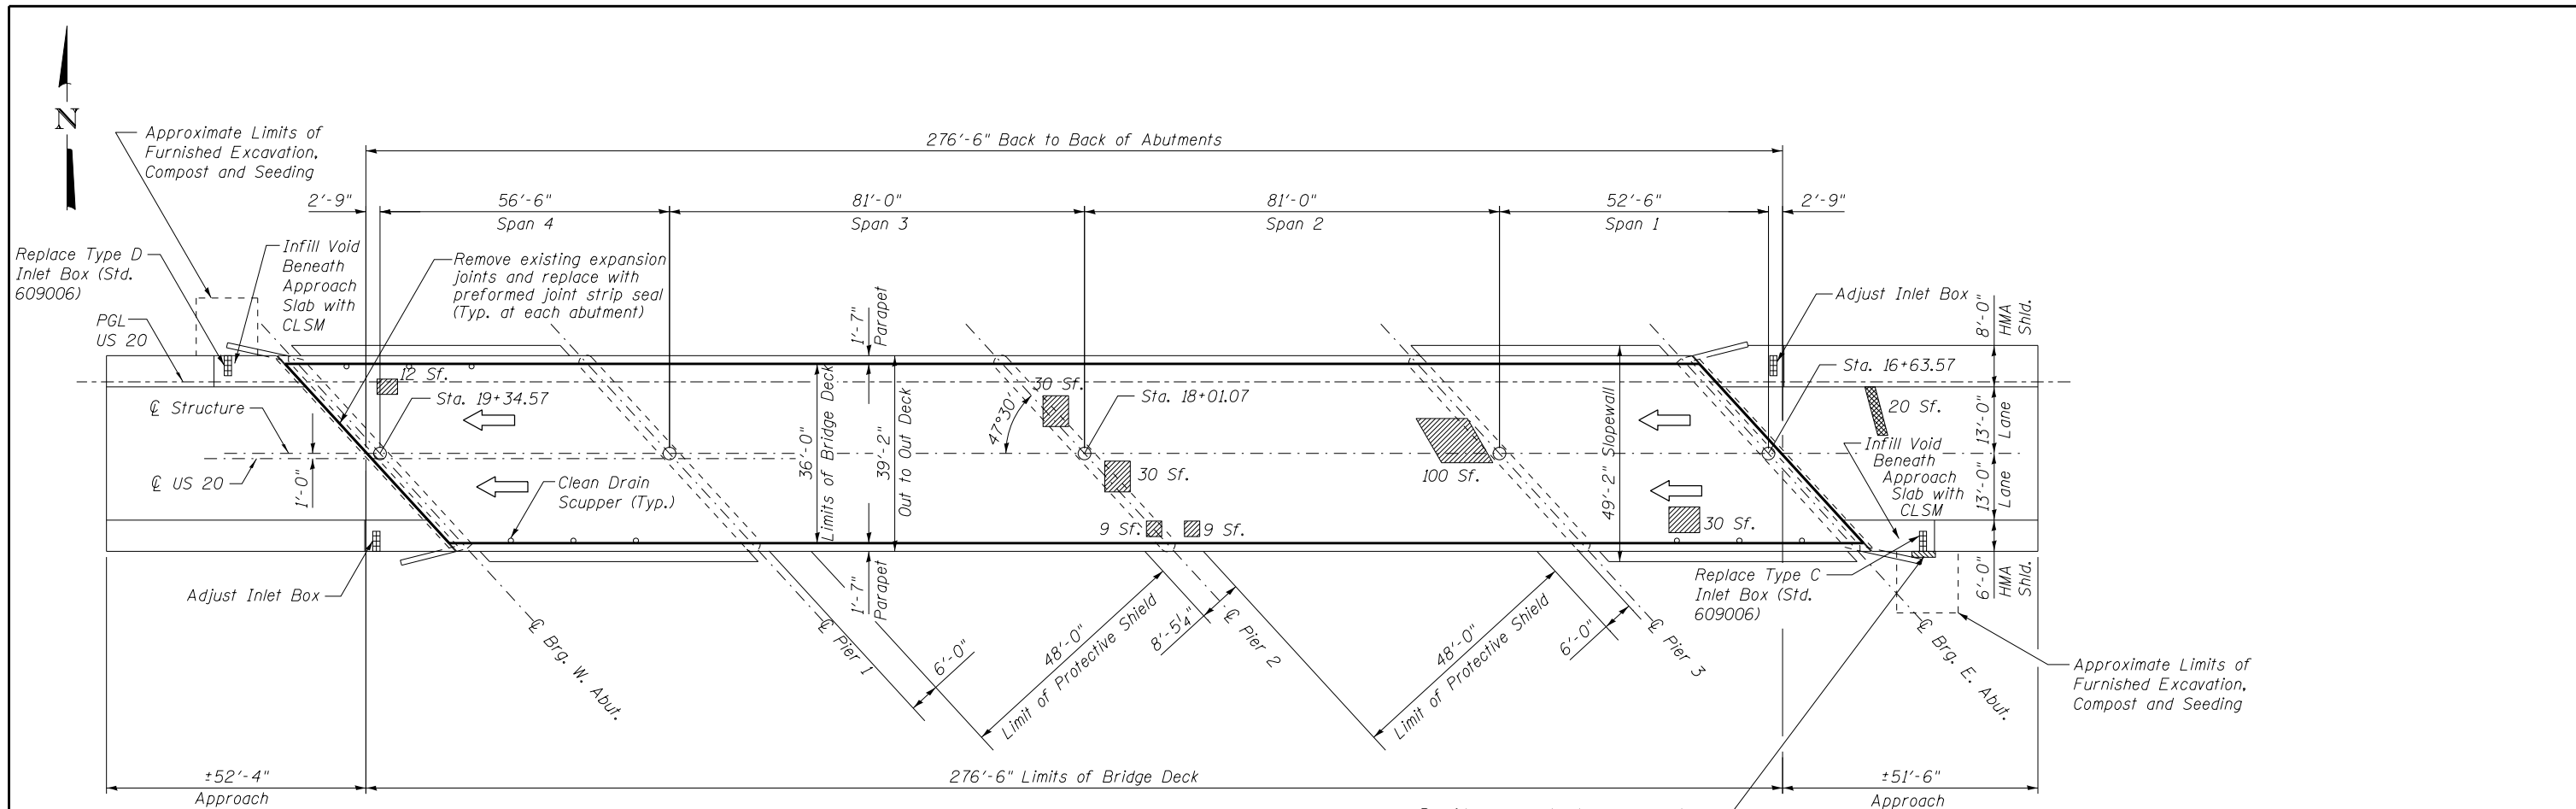 N
Approximate Limits of
Furnished Excavation,
Compost and Seeding
276'-6" Back to Back of Abutments
2'-9"
56'-6"
Span 4
81'-0"
Span 3
81'-0"
Span 2
52'-6"
Span 1
2'-9"
Replace Type D
Inlet Box (Std.
609006)
Infill Void
Beneath
Approach
Slab with
CLSM
Remove existing expansion
joints and replace with
preformed joint strip seal
(Typ. at each abutment)
1'-7"
Parapet
Adjust Inlet Box
8'-0"
HMA
Shld.
PGL
US 20
12 Sf.
Sta. 19+34.57
30 Sf.
47°30'
Sta. 18+01.07
Sta. 16+63.57
20 Sf.
13'-0"
Lane
℄ Structure
36'-0"
Limits of Bridge Deck
39'-2"
Out to Out Deck
49'-2" Slopewall
100 Sf.
30 Sf.
Infill Void
Beneath
Approach
Slab with
CLSM
13'-0"
Lane
℄ US 20
1'-0"
Clean Drain
Scupper (Typ.)
9 Sf.
9 Sf.
30 Sf.
6'-0"
HMA
Shld.
Adjust Inlet Box
1'-7"
Parapet
Replace Type C
Inlet Box (Std.
609006)
℄ Brg. W. Abut.
℄ Pier 1
6'-0"
48'-0"
Limit of Protective Shield
8'-5¼"
℄ Pier 2
48'-0"
Limit of Protective Shield
6'-0"
℄ Pier 3
℄ Brg. E. Abut.
Approximate Limits of
Furnished Excavation,
Compost and Seeding
±52'-4"
Approach
276'-6" Limits of Bridge Deck
±51'-6"
Approach